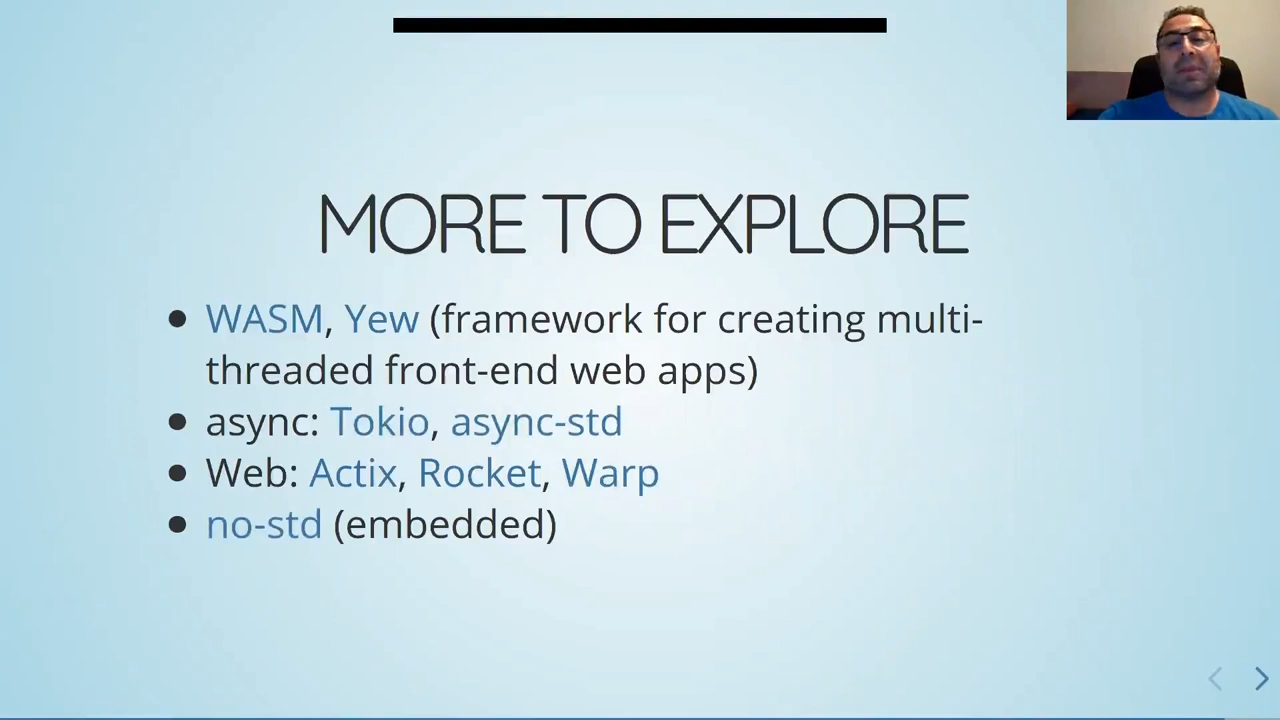 MORE TO EXPLORE
WASM, Yew (framework for creating multi-
threaded front-end web apps)
async: Tokio, async-std
Web: Actix, Rocket, Warp
no-std (embedded)